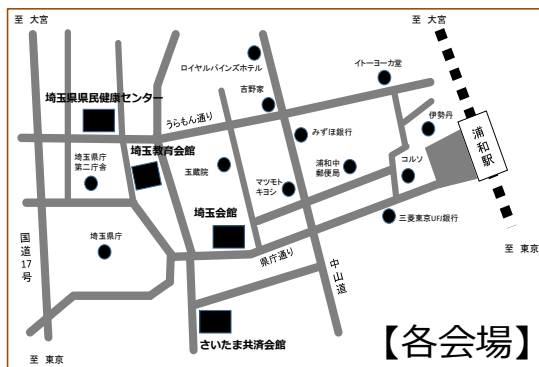 至 大宮
至 大宮
ロイヤルパインズホテル
イトーヨーカ堂
吉野家
埼玉県県民健康センター
うらもん通り
伊勢丹
みずほ銀行
浦和駅
埼玉教育会館
埼玉県庁
第二庁舎
玉蔵院
浦和中
郵便局
コルソ
マツモト
キヨシ
埼玉会館
三菱東京UFJ銀行
国道17号
埼玉県庁
県庁通り
中山道
至 東京
さいたま共済会館
【各会場】
至 東京